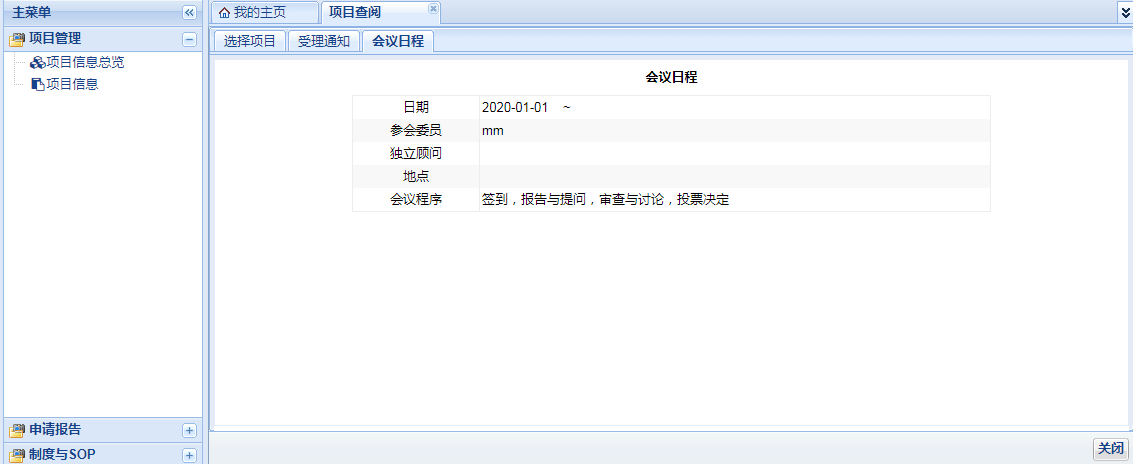 主菜单
项目管理
项目信息总览
项目信息
申请报告
制度与SOP
我的主页
项目查阅
选择项目
受理通知
会议日程
会议日程
日期 2020-01-01 ~
参会委员 mm
独立顾问
地点
会议程序 签到，报告与提问，审查与讨论，投票决定
关闭